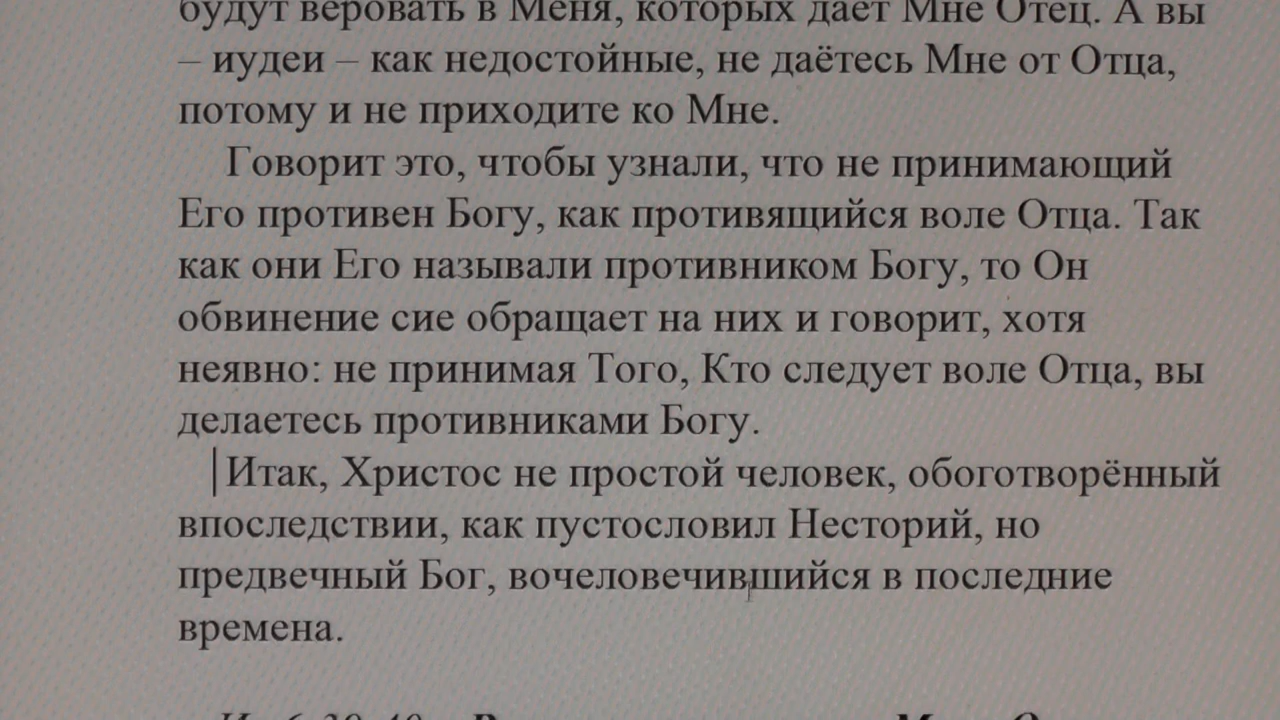 будут веровать в Меня, которых дает Мне Отец. А вы
– иудеи – как недостойные, не даётесь Мне от Отца,
потому и не приходите ко Мне.
Говорит это, чтобы узнали, что не принимающий
Его противен Богу, как противящийся воле Отца. Так
как они Его называли противником Богу, то Он
обвинение сие обращает на них и говорит, хотя
неявно: не принимая Того, Кто следует воле Отца, вы
делаетесь противниками Богу.
Итак, Христос не простой человек, обоготворённый
впоследствии, как пустословил Несторий, но
предвечный Бог, вочеловечившийся в последние
времена.